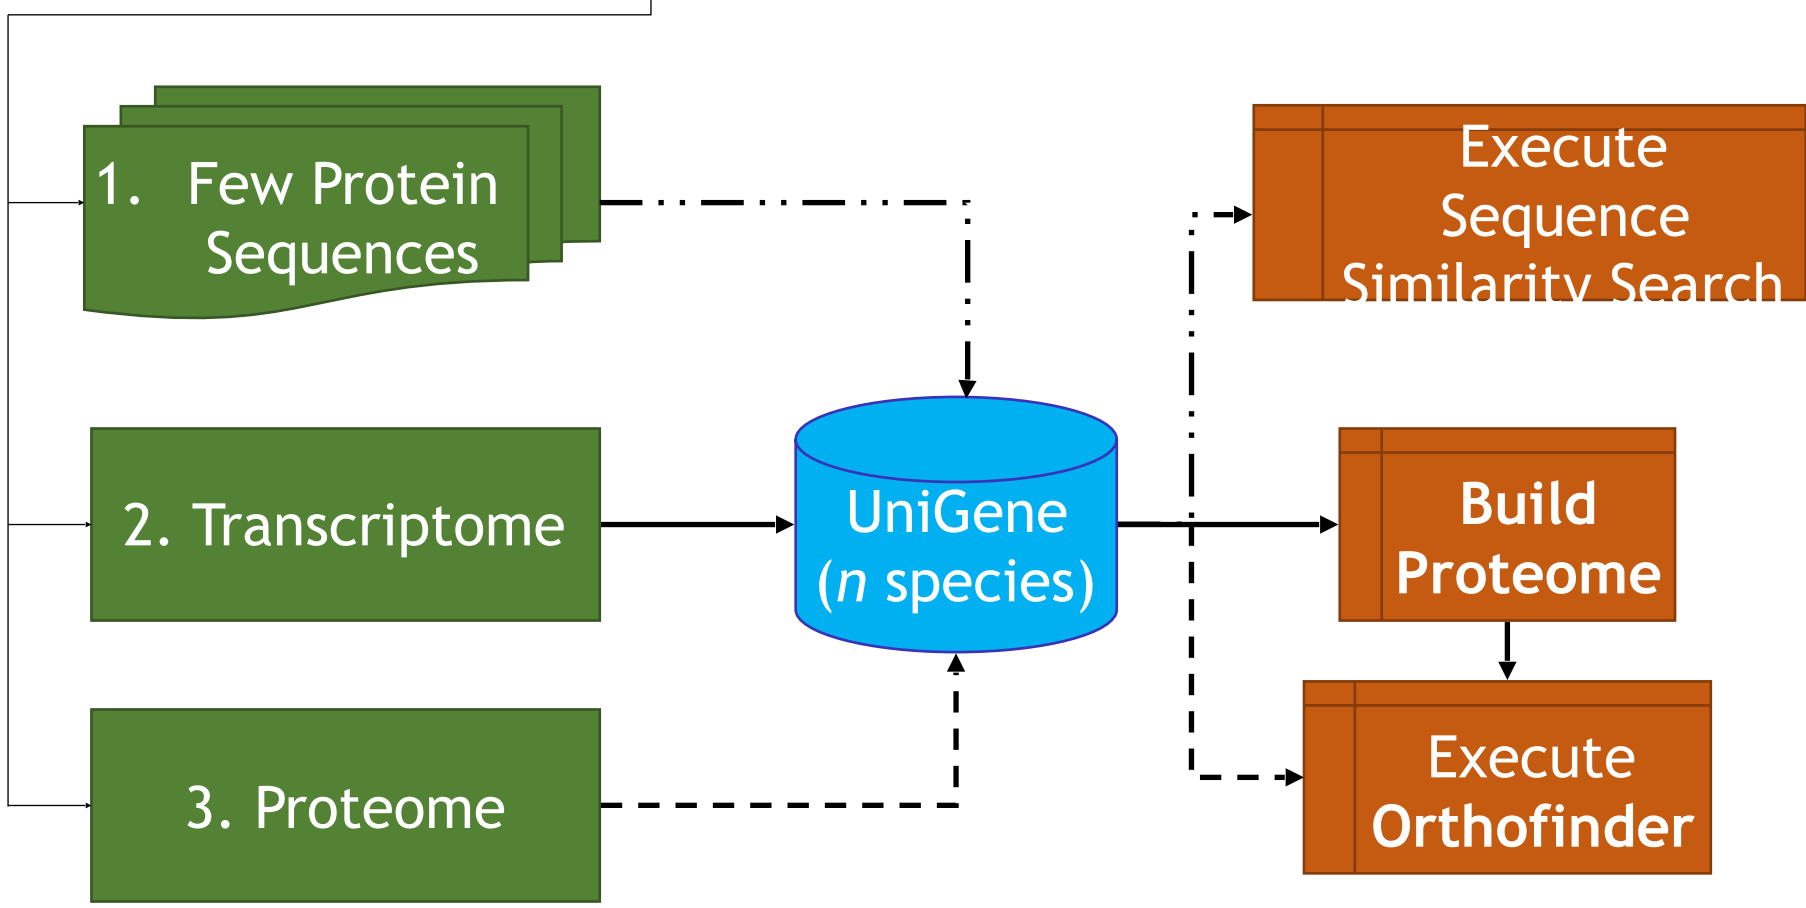 1. Few Protein
Sequences
2. Transcriptome
3. Proteome
UniGene
(n species)
Execute
Sequence
Similarity Search
Build
Proteome
Execute
Orthofinder